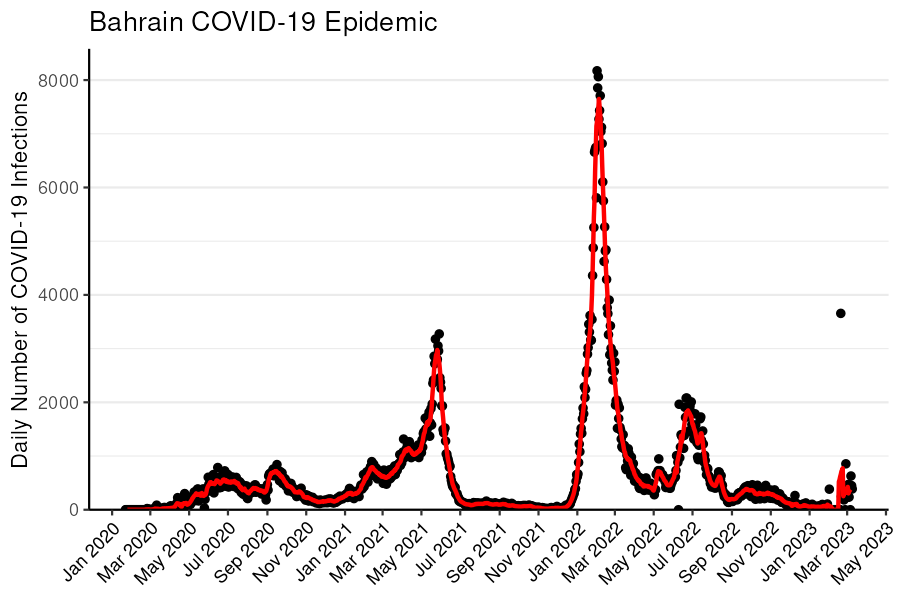 Bahrain COVID-19 Epidemic
Daily Number of COVID-19 Infections
8000
6000
4000
2000
0
Jan 2020
Mar 2020
May 2020
Jul 2020
Sep 2020
Nov 2020
Jan 2021
Mar 2021
May 2021
Jul 2021
Sep 2021
Nov 2021
Jan 2022
Mar 2022
May 2022
Jul 2022
Sep 2022
Nov 2022
Jan 2023
Mar 2023
May 2023